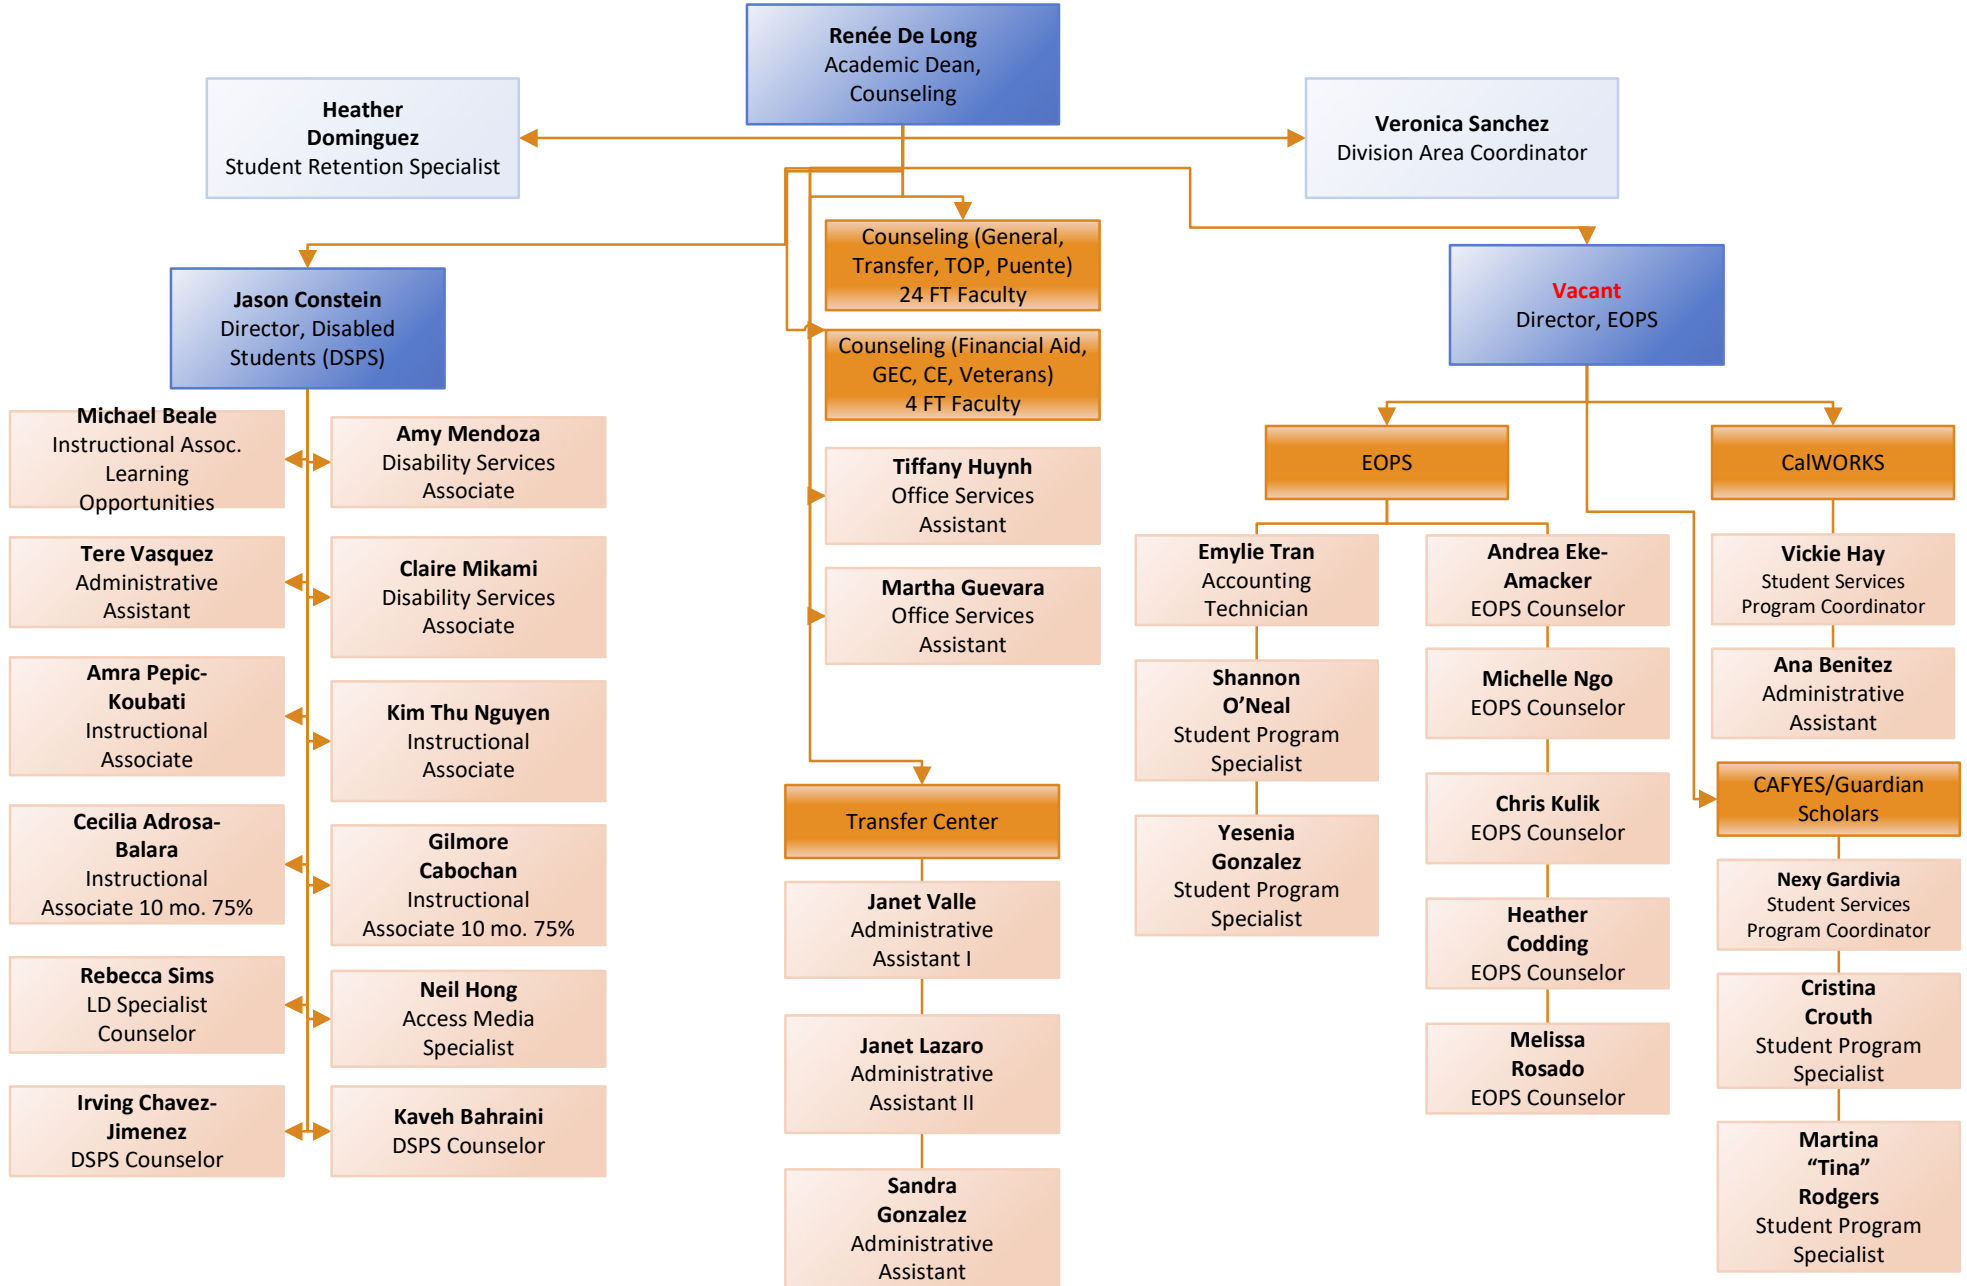 Renée De Long
Academic Dean,
Counseling
Heather
Dominguez
Student Retention Specialist
Veronica Sanchez
Division Area Coordinator
Jason Constein
Director, Disabled
Students (DSPS)
Michael Beale
Instructional Assoc.
Learning
Opportunities
Amy Mendoza
Disability Services
Associate
Tere Vasquez
Administrative
Assistant
Claire Mikami
Disability Services
Associate
Amra Pepic-
Koubati
Instructional
Associate
Kim Thu Nguyen
Instructional
Associate
Cecilia Adrosa-
Balara
Instructional
Associate 10 mo. 75%
Gilmore
Cabochan
Instructional
Associate 10 mo. 75%
Rebecca Sims
LD Specialist
Counselor
Neil Hong
Access Media
Specialist
Irving Chavez-
Jimenez
DSPS Counselor
Kaveh Bahraini
DSPS Counselor
Counseling (General,
Transfer, TOP, Puente)
24 FT Faculty
Counseling (Financial Aid,
GEC, CE, Veterans)
4 FT Faculty
Tiffany Huynh
Office Services
Assistant
Martha Guevara
Office Services
Assistant
Transfer Center
Janet Valle
Administrative
Assistant I
Janet Lazaro
Administrative
Assistant II
Sandra
Gonzalez
Administrative
Assistant
Vacant
Director, EOPS
EOPS
Emylie Tran
Accounting
Technician
Shannon
O’Neal
Student Program
Specialist
Yesenia
Gonzalez
Student Program
Specialist
Andrea Eke-
Amacker
EOPS Counselor
Michelle Ngo
EOPS Counselor
Chris Kulik
EOPS Counselor
Heather
Codding
EOPS Counselor
Melissa
Rosado
EOPS Counselor
CalWORKS
Vickie Hay
Student Services
Program Coordinator
Ana Benitez
Administrative
Assistant
CAFYES/Guardian
Scholars
Nexy Gardivia
Student Services
Program Coordinator
Cristina
Crouth
Student Program
Specialist
Martina
“Tina”
Rodgers
Student Program
Specialist